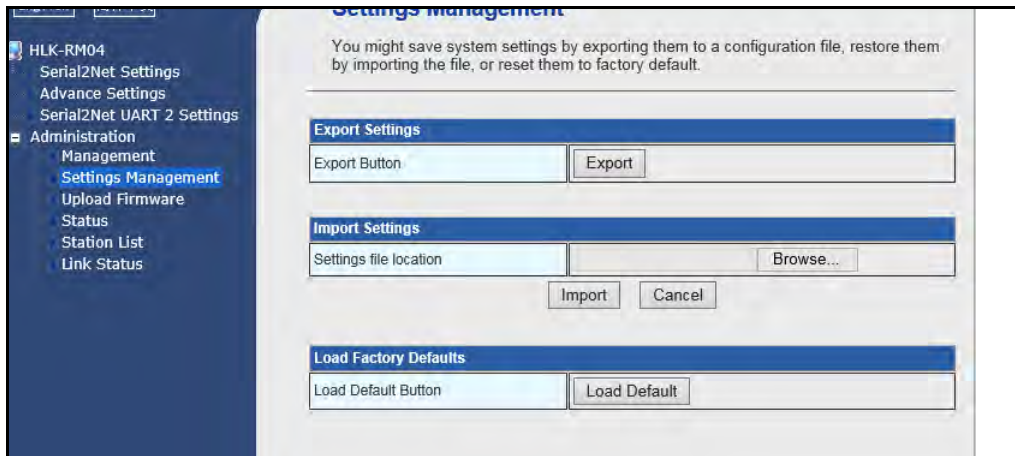 Settings Management
HLK-RM04
Serial2Net Settings
Advance Settings
Serial2Net UART 2 Settings
Administration
Management
Settings Management
Upload Firmware
Status
Station List
Link Status
You might save system settings by exporting them to a configuration file, restore them
by importing the file, or reset them to factory default.
Export Settings
Export Button Export
Import Settings
Settings file location Browse...
Import Cancel
Load Factory Defaults
Load Default Button Load Default